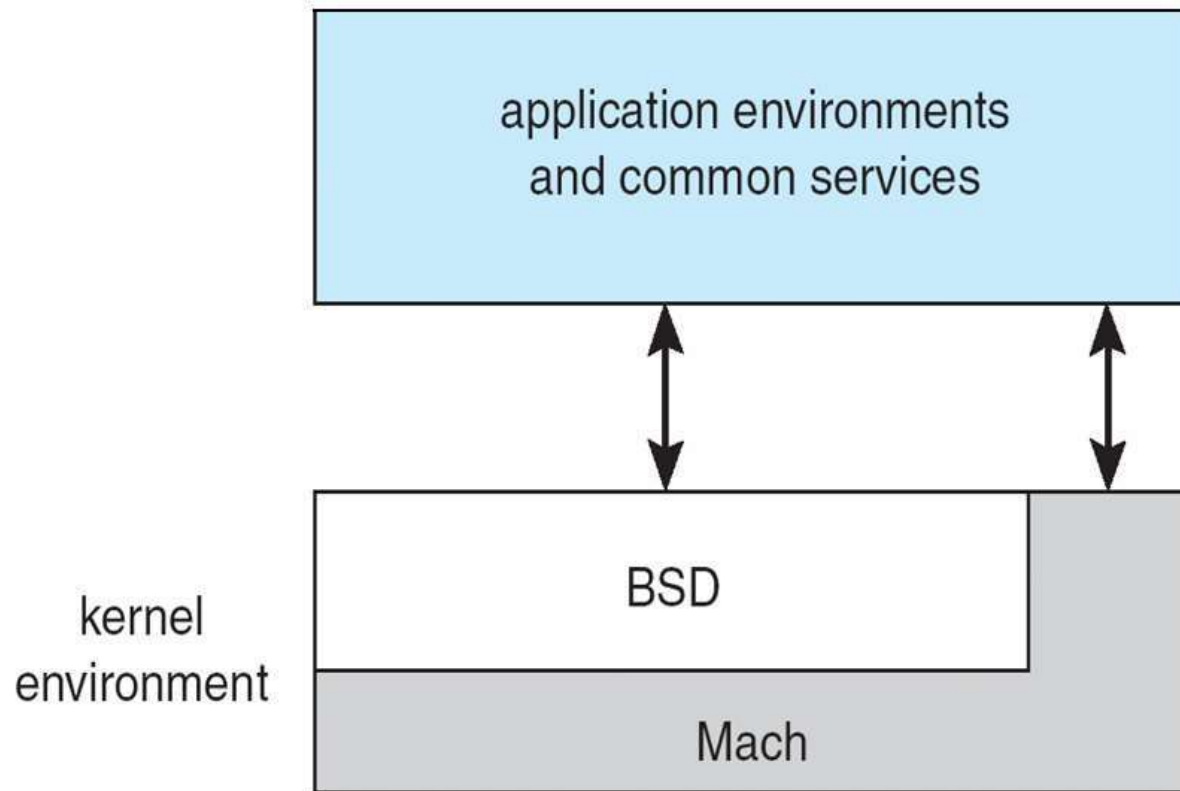 application environments
and common services
BSD
kernel
environment
Mach